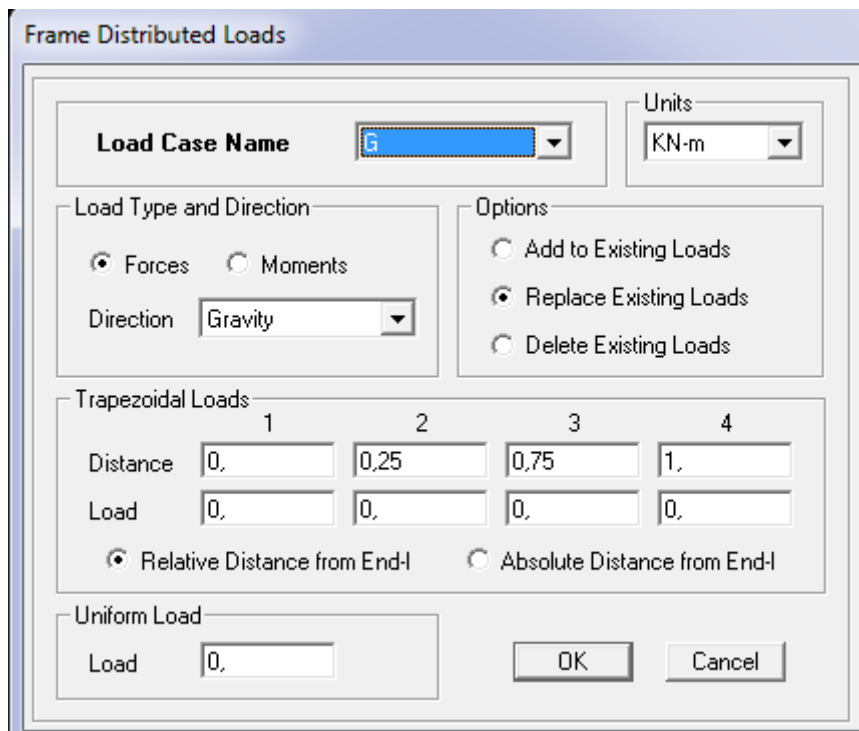 Frame Distributed Loads
Load Case Name G
Units
KN-m
Load Type and Direction
Forces Moments
Direction Gravity
Options
Add to Existing Loads
Replace Existing Loads
Delete Existing Loads
Trapezoidal Loads
1 2 3 4
Distance 0, 0,25 0,75 1,
Load 0, 0, 0, 0,
Relative Distance from End-I Absolute Distance from End-I
Uniform Load
Load 0,
OK Cancel